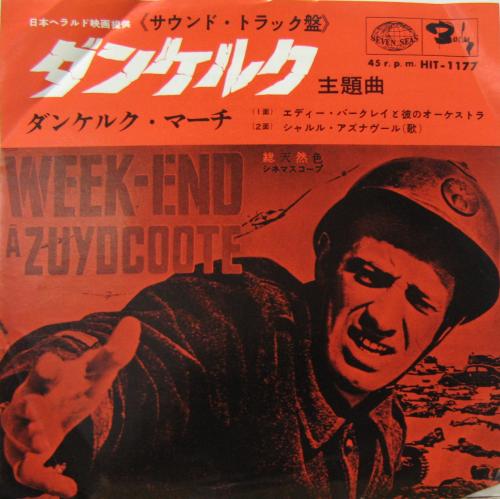 日本ヘラルド映画提供
《サウンド・トラック盤》
SEVEN SEAS
ダンケルク 主題曲
45 r.p.m. HIT-1177
ダンケルク・マーチ
(1面) エディー・バークレイと彼のオーケストラ
(2面) シャルル・アズナヴール(歌)
総天然色
シネマスコープ
WEEK-END
À ZUYDCOOTE